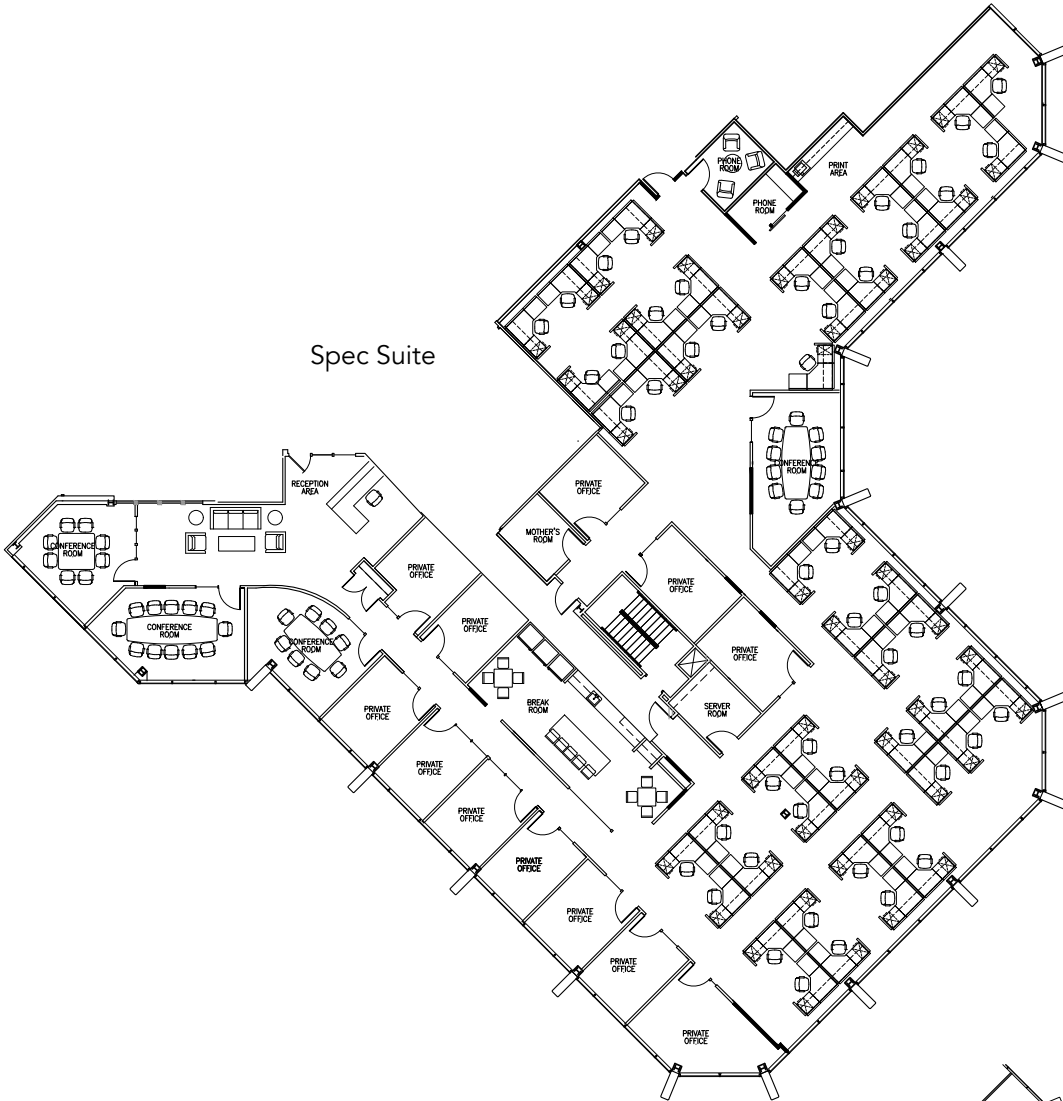 PHONE
ROOM
PRINT
AREA
PHONE
ROOM
Spec Suite
CONFERENCE
ROOM
RECEPTION
AREA
PRIVATE
OFFICE
MOTHER'S
ROOM
CONFERENCE
ROOM
PRIVATE
OFFICE
PRIVATE
OFFICE
CONFERENCE
ROOM
PRIVATE
OFFICE
CONFERENCE
ROOM
PRIVATE
OFFICE
PRIVATE
OFFICE
BREAK
ROOM
SERVER
ROOM
PRIVATE
OFFICE
PRIVATE
OFFICE
PRIVATE
OFFICE
PRIVATE
OFFICE
PRIVATE
OFFICE
PRIVATE
OFFICE